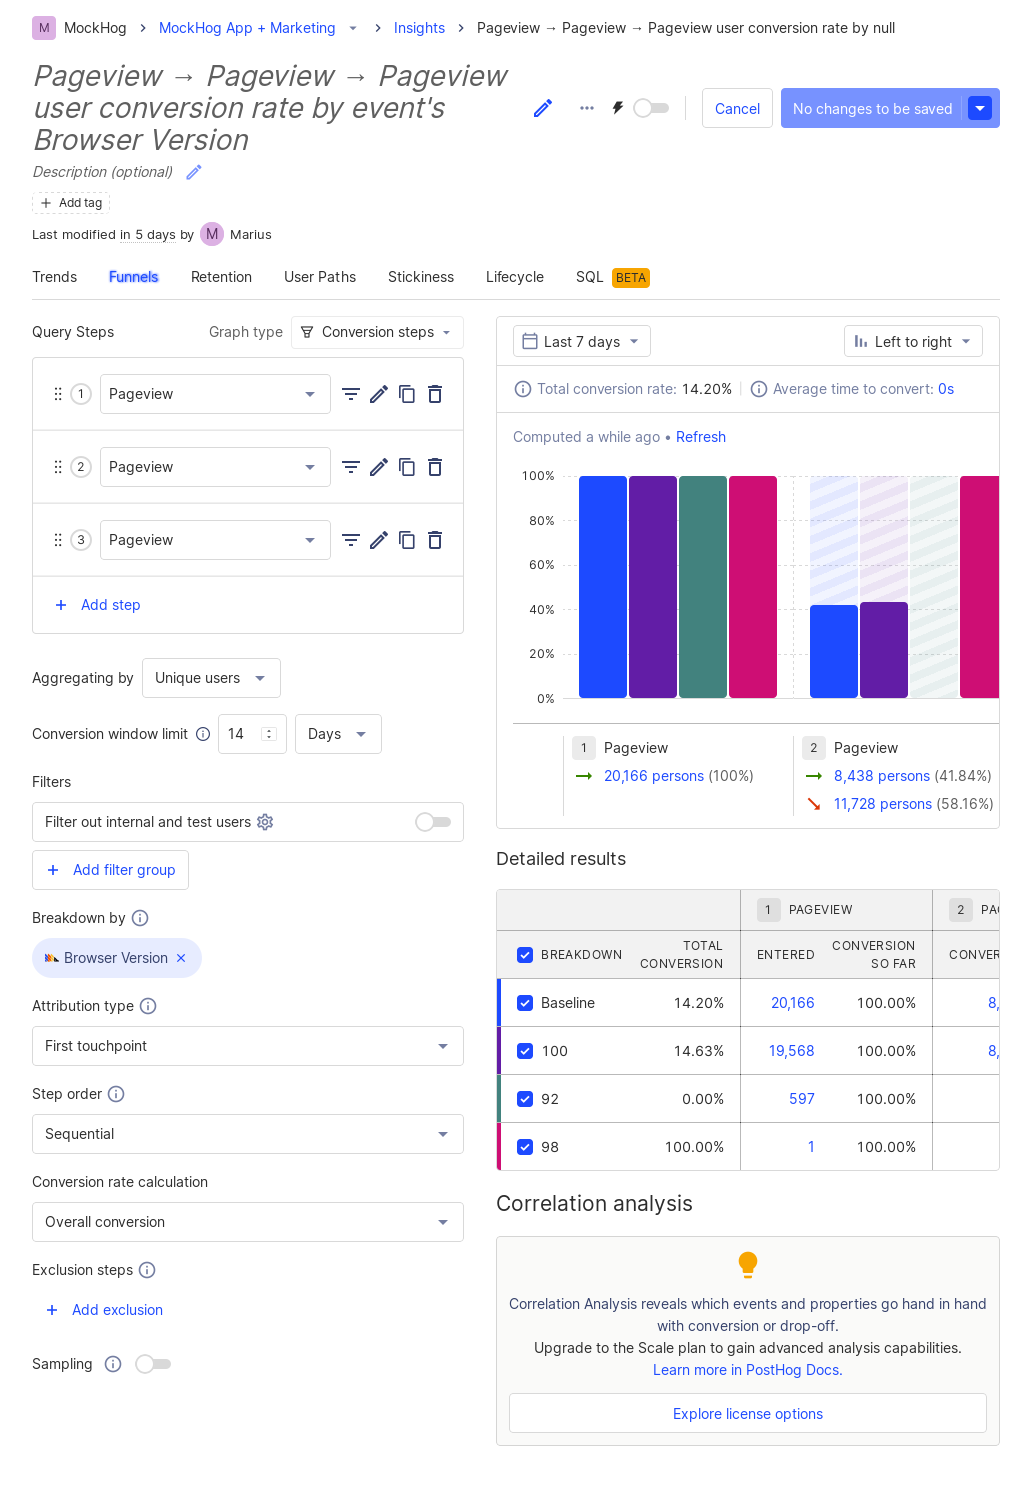 M MockHog > MockHog App + Marketing > Insights > Pageview → Pageview → Pageview user conversion rate by null
Pageview → Pageview → Pageview
user conversion rate by event's
Browser Version
Cancel
No changes to be saved
Description (optional)
+ Add tag
Last modified in 5 days by M Marius
Trends Funnels Retention User Paths Stickiness Lifecycle SQL BETA
Query Steps Graph type Conversion steps
1 Pageview
2 Pageview
3 Pageview
+ Add step
Aggregating by Unique users
Conversion window limit 14 Days
Filters
Filter out internal and test users
+ Add filter group
Breakdown by
Browser Version ×
Attribution type
First touchpoint
Step order
Sequential
Conversion rate calculation
Overall conversion
Exclusion steps
+ Add exclusion
Sampling
Last 7 days Left to right
Total conversion rate: 14.20% Average time to convert: 0s
Computed a while ago • Refresh
100%
80%
60%
40%
20%
0%
1 Pageview
20,166 persons (100%)
2 Pageview
8,438 persons (41.84%)
11,728 persons (58.16%)
Detailed results
1 PAGEVIEW 2 PAG
BREAKDOWN TOTAL CONVERSION ENTERED CONVERSION SO FAR CONVER
Baseline 14.20% 20,166 100.00% 8,
100 14.63% 19,568 100.00% 8,
92 0.00% 597 100.00%
98 100.00% 1 100.00%
Correlation analysis
Correlation Analysis reveals which events and properties go hand in hand
with conversion or drop-off.
Upgrade to the Scale plan to gain advanced analysis capabilities.
Learn more in PostHog Docs.
Explore license options